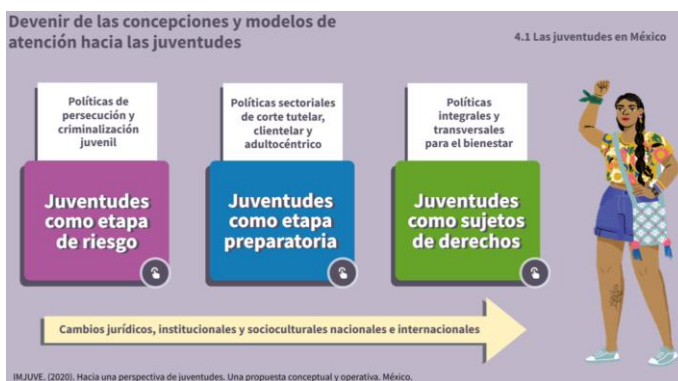 Devenir de las concepciones y modelos de
atención hacia las juventudes
4.1 Las juventudes en México
Políticas de
persecución y
criminalización
juvenil
Juventudes
como etapa
de riesgo
Políticas sectoriales
de corte tutelar,
clientelar y
adultocéntrico
Juventudes
como etapa
preparatoria
Políticas
integrales y
transversales
para el bienestar
Juventudes
como sujetos
de derechos
Cambios jurídicos, institucionales y socioculturales nacionales e internacionales
IMJUVE. (2020). Hacia una perspectiva de juventudes. Una propuesta conceptual y operativa. México.